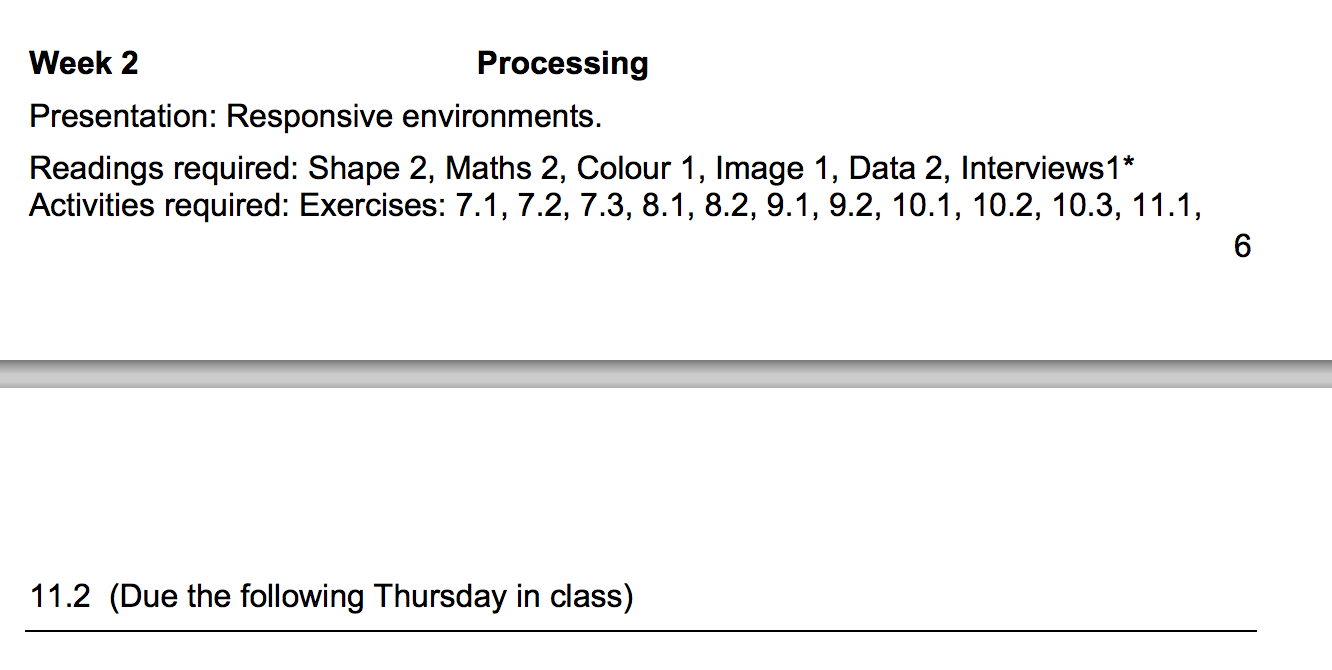 Week 2 Processing
Presentation: Responsive environments.
Readings required: Shape 2, Maths 2, Colour 1, Image 1, Data 2, Interviews1*
Activities required: Exercises: 7.1, 7.2, 7.3, 8.1, 8.2, 9.1, 9.2, 10.1, 10.2, 10.3, 11.1,
6
11.2 (Due the following Thursday in class)